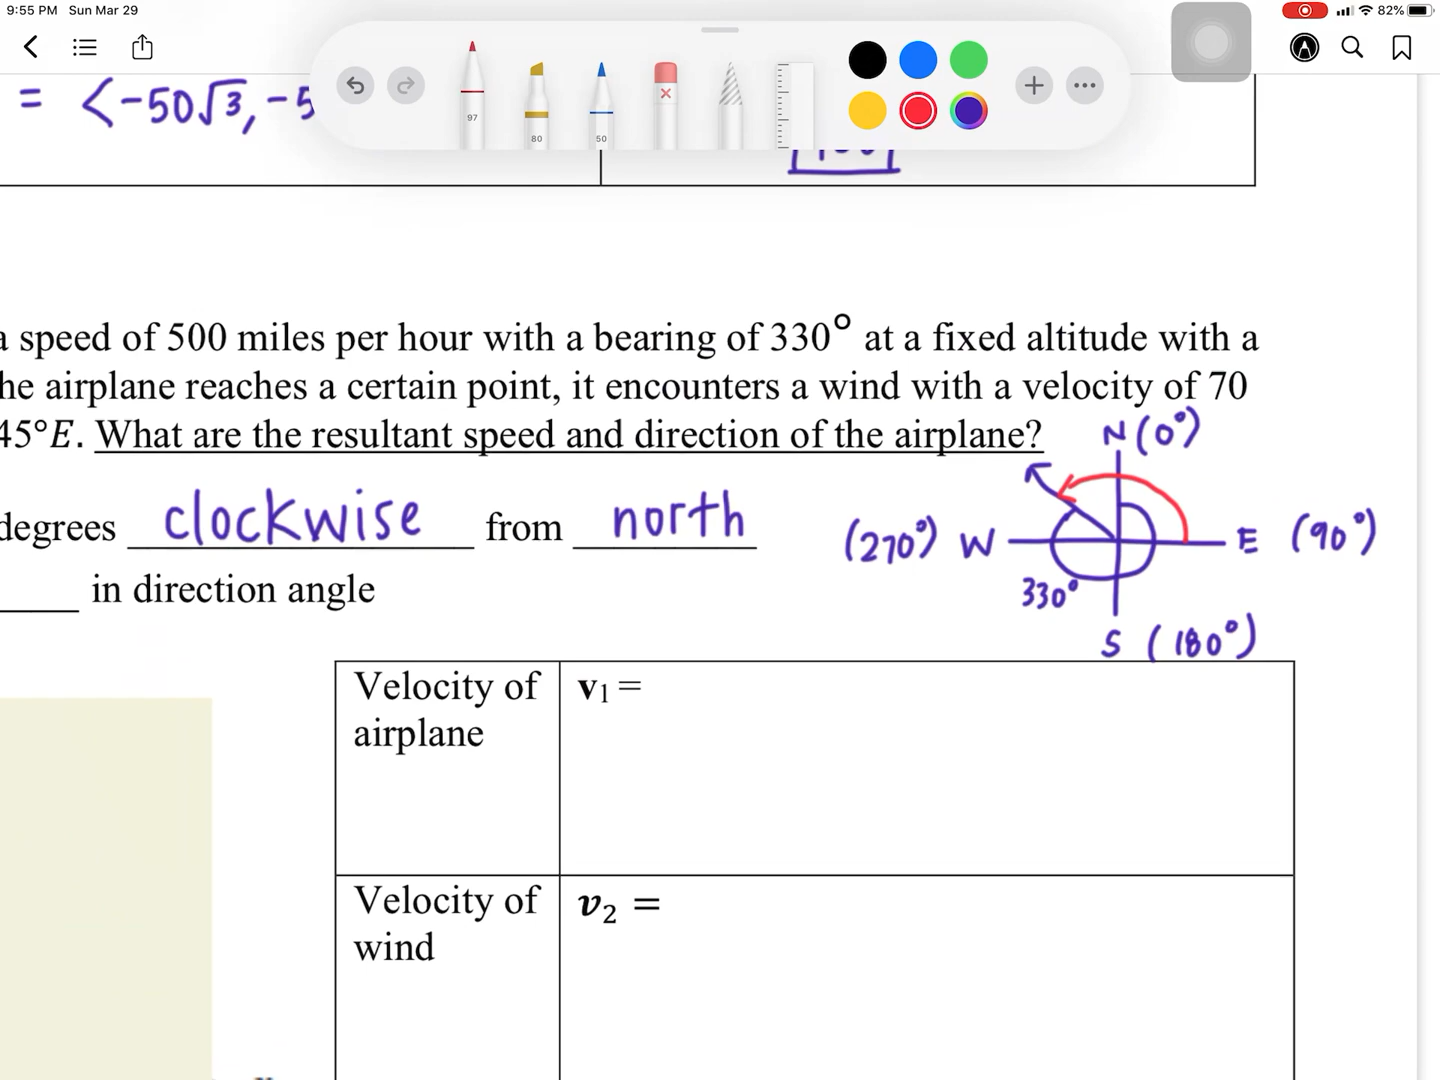 9:55 PM Sun Mar 29
82%
97
80
50
= <-50√3, -5
a speed of 500 miles per hour with a bearing of 330° at a fixed altitude with a
he airplane reaches a certain point, it encounters a wind with a velocity of 70
45°E. What are the resultant speed and direction of the airplane?
N (0°)
degrees clockwise from north
(270°) W
E (90°)
330°
in direction angle
S (180°)
Velocity of airplane
v₁ =
Velocity of wind
v₂ =